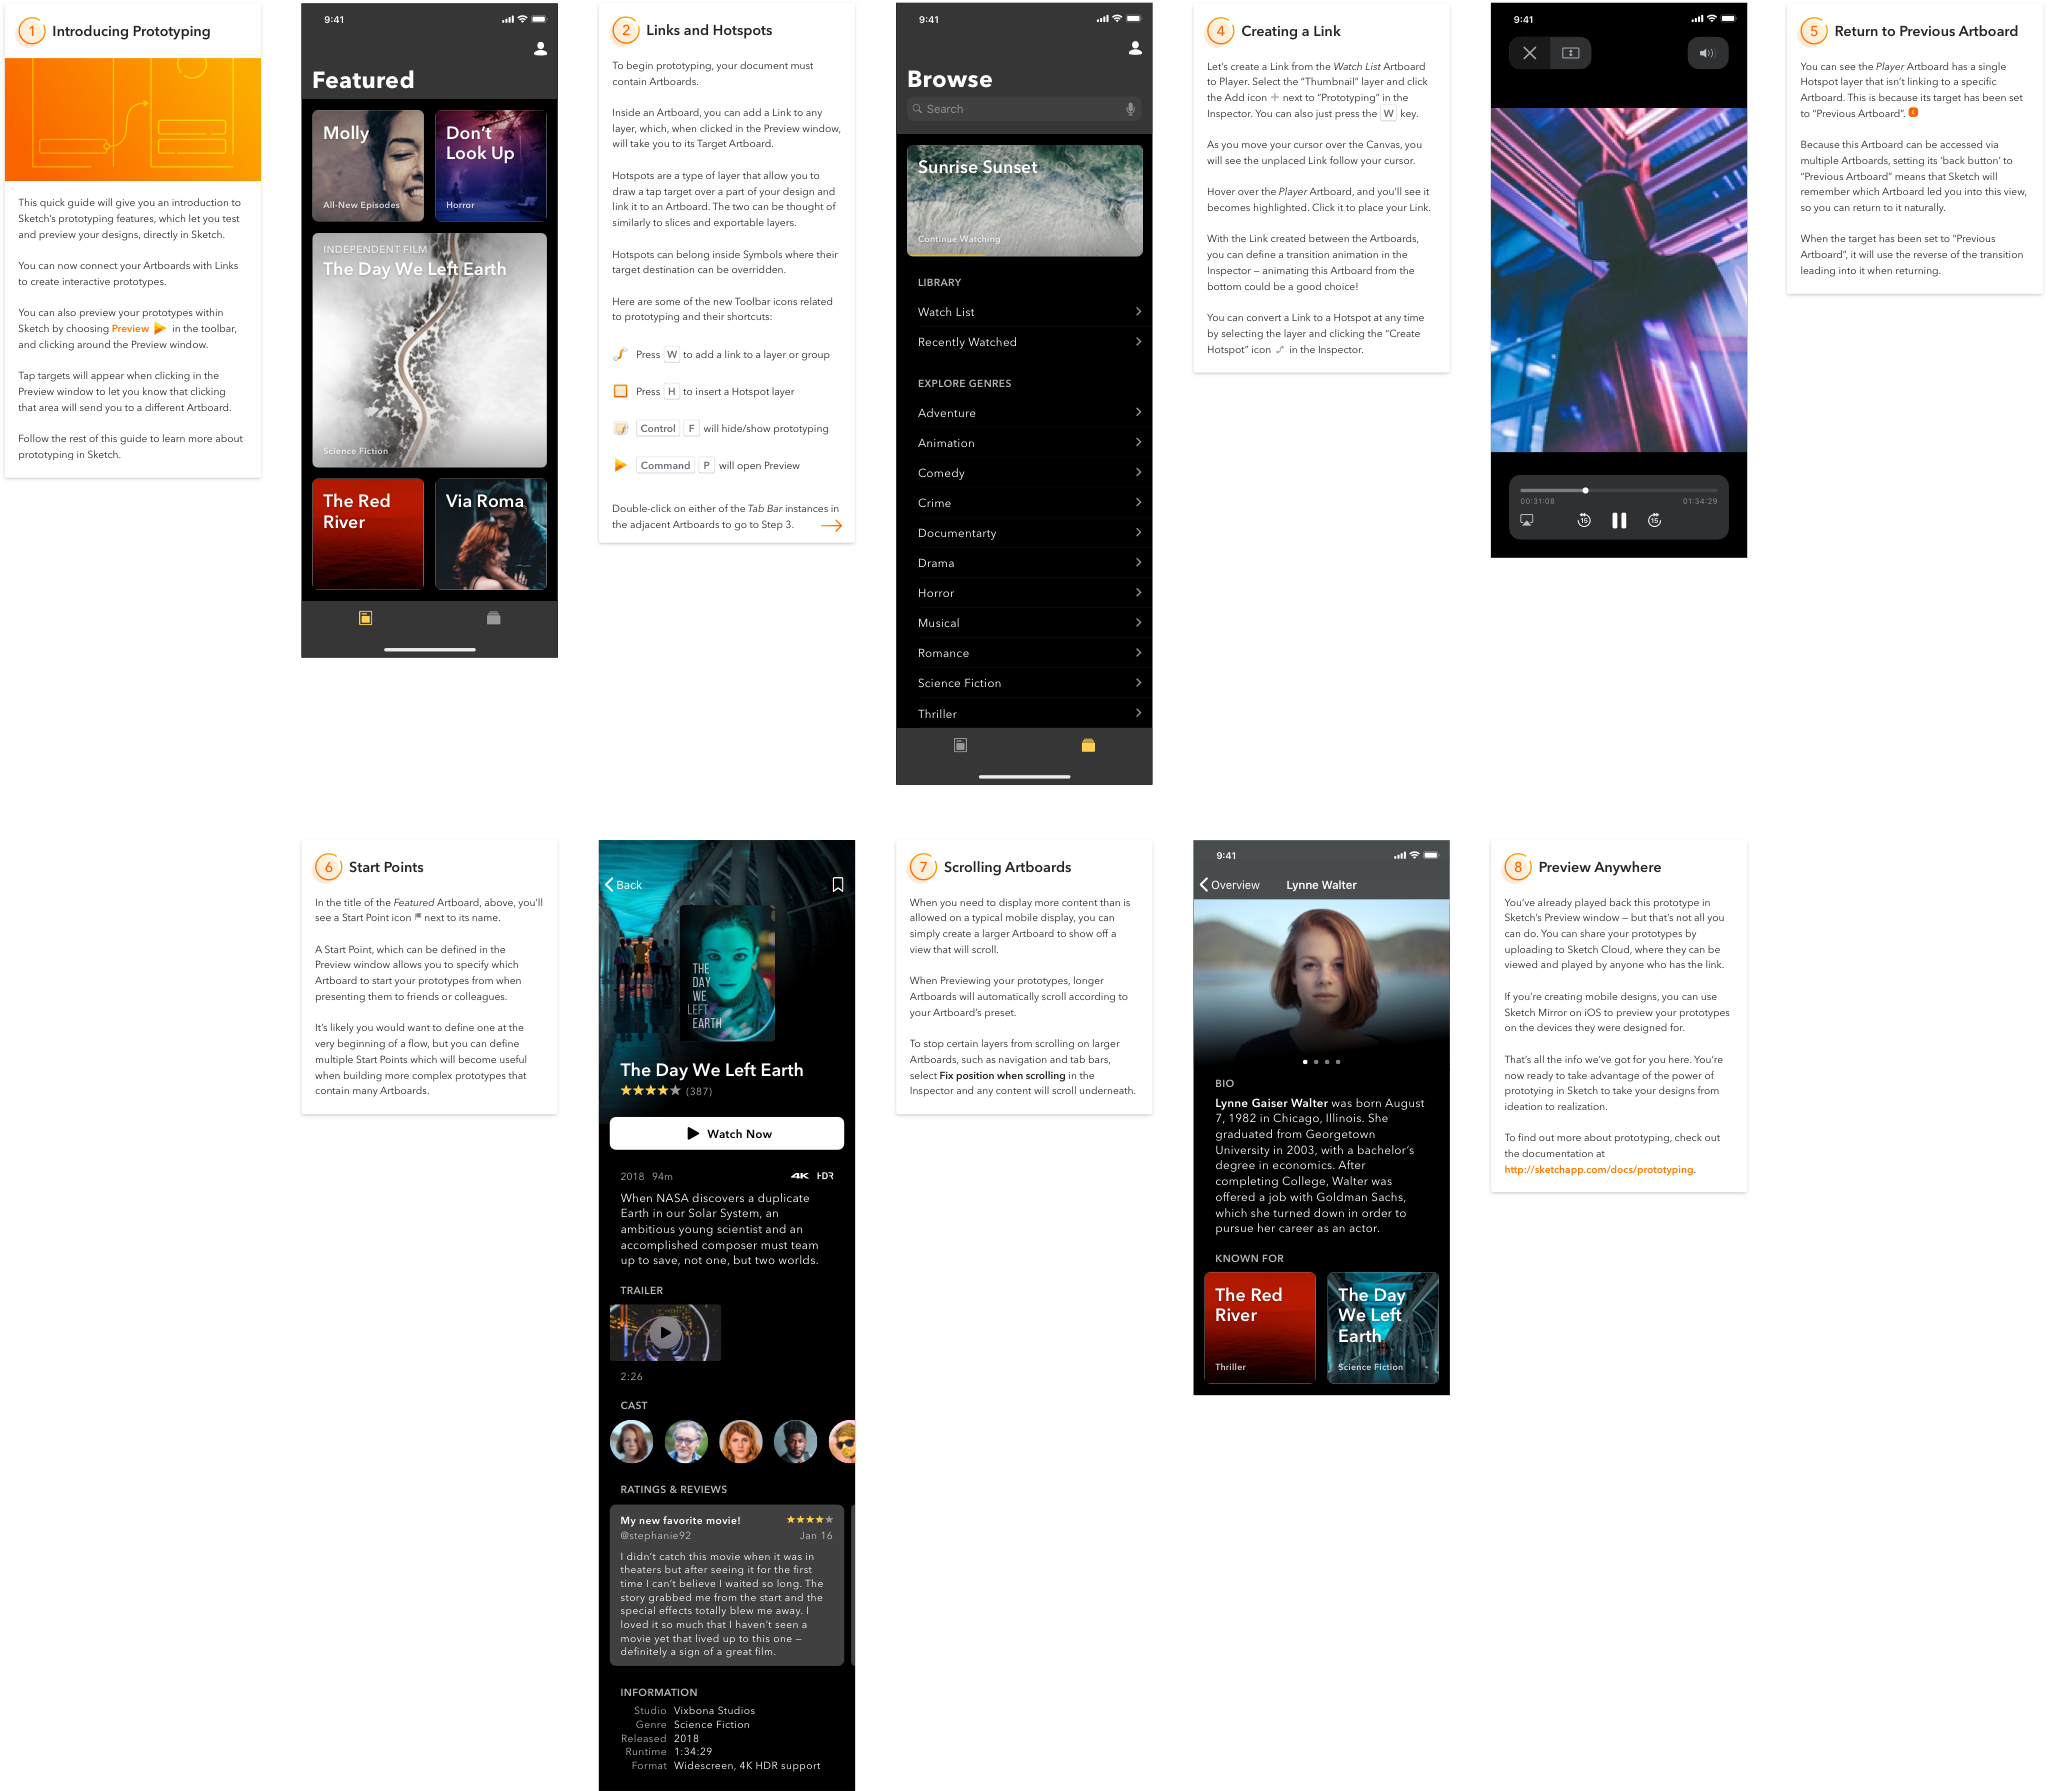 1 Introducing Prototyping
This quick guide will give you an introduction to
Sketch's prototyping features, which let you test
and preview your designs, directly in Sketch.
You can now connect your Artboards with Links
to create interactive prototypes.
You can also preview your prototypes within
Sketch by choosing Preview in the toolbar,
and clicking around the Preview window.
Tap targets will appear when clicking in the
Preview window to let you know that clicking
that area will send you to a different Artboard.
Follow the rest of this guide to learn more about
prototyping in Sketch.
9:41
Featured
Molly
All-New Episodes
Don't
Look Up
Horror
INDEPENDENT FILM
The Day We Left Earth
Science Fiction
The Red
River
Via Roma
2 Links and Hotspots
To begin prototyping, your document must
contain Artboards.
Inside an Artboard, you can add a Link to any
layer, which, when clicked in the Preview window,
will take you to its Target Artboard.
Hotspots are a type of layer that allow you to
draw a tap target over a part of your design and
link it to an Artboard. The two can be thought of
similarly to slices and exportable layers.
Hotspots can belong inside Symbols where their
target destination can be overridden.
Here are some of the new Toolbar icons related
to prototyping and their shortcuts:
Press W to add a link to a layer or group
Press H to insert a Hotspot layer
Control F will hide/show prototyping
Command P will open Preview
Double-click on either of the Tab Bar instances in
the adjacent Artboards to go to Step 3.
9:41
Browse
Search
Sunrise Sunset
Continue Watching
LIBRARY
Watch List
Recently Watched
EXPLORE GENRES
Adventure
Animation
Comedy
Crime
Documentarty
Drama
Horror
Musical
Romance
Science Fiction
Thriller
4 Creating a Link
Let's create a Link from the Watch List Artboard
to Player. Select the "Thumbnail" layer and click
the Add icon + next to "Prototyping" in the
Inspector. You can also just press the W key.
As you move your cursor over the Canvas, you
will see the unplaced Link follow your cursor.
Hover over the Player Artboard, and you'll see it
becomes highlighted. Click it to place your Link.
With the Link created between the Artboards,
you can define a transition animation in the
Inspector – animating this Artboard from the
bottom could be a good choice!
You can convert a Link to a Hotspot at any time
by selecting the layer and clicking the "Create
Hotspot" icon in the Inspector.
9:41
00:31:08
01:34:29
15
15
5 Return to Previous Artboard
You can see the Player Artboard has a single
Hotspot layer that isn't linking to a specific
Artboard. This is because its target has been set
to "Previous Artboard".
Because this Artboard can be accessed via
multiple Artboards, setting its 'back button' to
"Previous Artboard" means that Sketch will
remember which Artboard led you into this view,
so you can return to it naturally.
When the target has been set to "Previous
Artboard", it will use the reverse of the transition
leading into it when returning.
6 Start Points
In the title of the Featured Artboard, above, you'll
see a Start Point icon next to its name.
A Start Point, which can be defined in the
Preview window allows you to specify which
Artboard to start your prototypes from when
presenting them to friends or colleagues.
It's likely you would want to define one at the
very beginning of a flow, but you can define
multiple Start Points which will become useful
when building more complex prototypes that
contain many Artboards.
Back
THE
DAY
WE
LEFT
EARTH
The Day We Left Earth
(387)
Watch Now
2018 94m 4K HDR
When NASA discovers a duplicate
Earth in our Solar System, an
ambitious young scientist and an
accomplished composer must team
up to save, not one, but two worlds.
TRAILER
2:26
CAST
RATINGS & REVIEWS
My new favorite movie!
@stephanie92 Jan 16
I didn't catch this movie when it was in
theaters but after seeing it for the first
time I can't believe I waited so long. The
story grabbed me from the start and the
special effects totally blew me away. I
loved it so much that I haven't seen a
movie yet that lived up to this one –
definitely a sign of a great film.
INFORMATION
Studio Vixbona Studios
Genre Science Fiction
Released 2018
Runtime 1:34:29
Format Widescreen, 4K HDR support
7 Scrolling Artboards
When you need to display more content than is
allowed on a typical mobile display, you can
simply create a larger Artboard to show off a
view that will scroll.
When Previewing your prototypes, longer
Artboards will automatically scroll according to
your Artboard's preset.
To stop certain layers from scrolling on larger
Artboards, such as navigation and tab bars,
select Fix position when scrolling in the
Inspector and any content will scroll underneath.
9:41
Overview Lynne Walter
BIO
Lynne Gaiser Walter was born August
7, 1982 in Chicago, Illinois. She
graduated from Georgetown
University in 2003, with a bachelor's
degree in economics. After
completing College, Walter was
offered a job with Goldman Sachs,
which she turned down in order to
pursue her career as an actor.
KNOWN FOR
The Red
River
Thriller
The Day
We Left
Earth
Science Fiction
8 Preview Anywhere
You've already played back this prototype in
Sketch's Preview window – but that's not all you
can do. You can share your prototypes by
uploading to Sketch Cloud, where they can be
viewed and played by anyone who has the link.
If you're creating mobile designs, you can use
Sketch Mirror on iOS to preview your prototypes
on the devices they were designed for.
That's all the info we've got for you here. You're
now ready to take advantage of the power of
prototying in Sketch to take your designs from
ideation to realization.
To find out more about prototyping, check out
the documentation at
http://sketchapp.com/docs/prototyping.